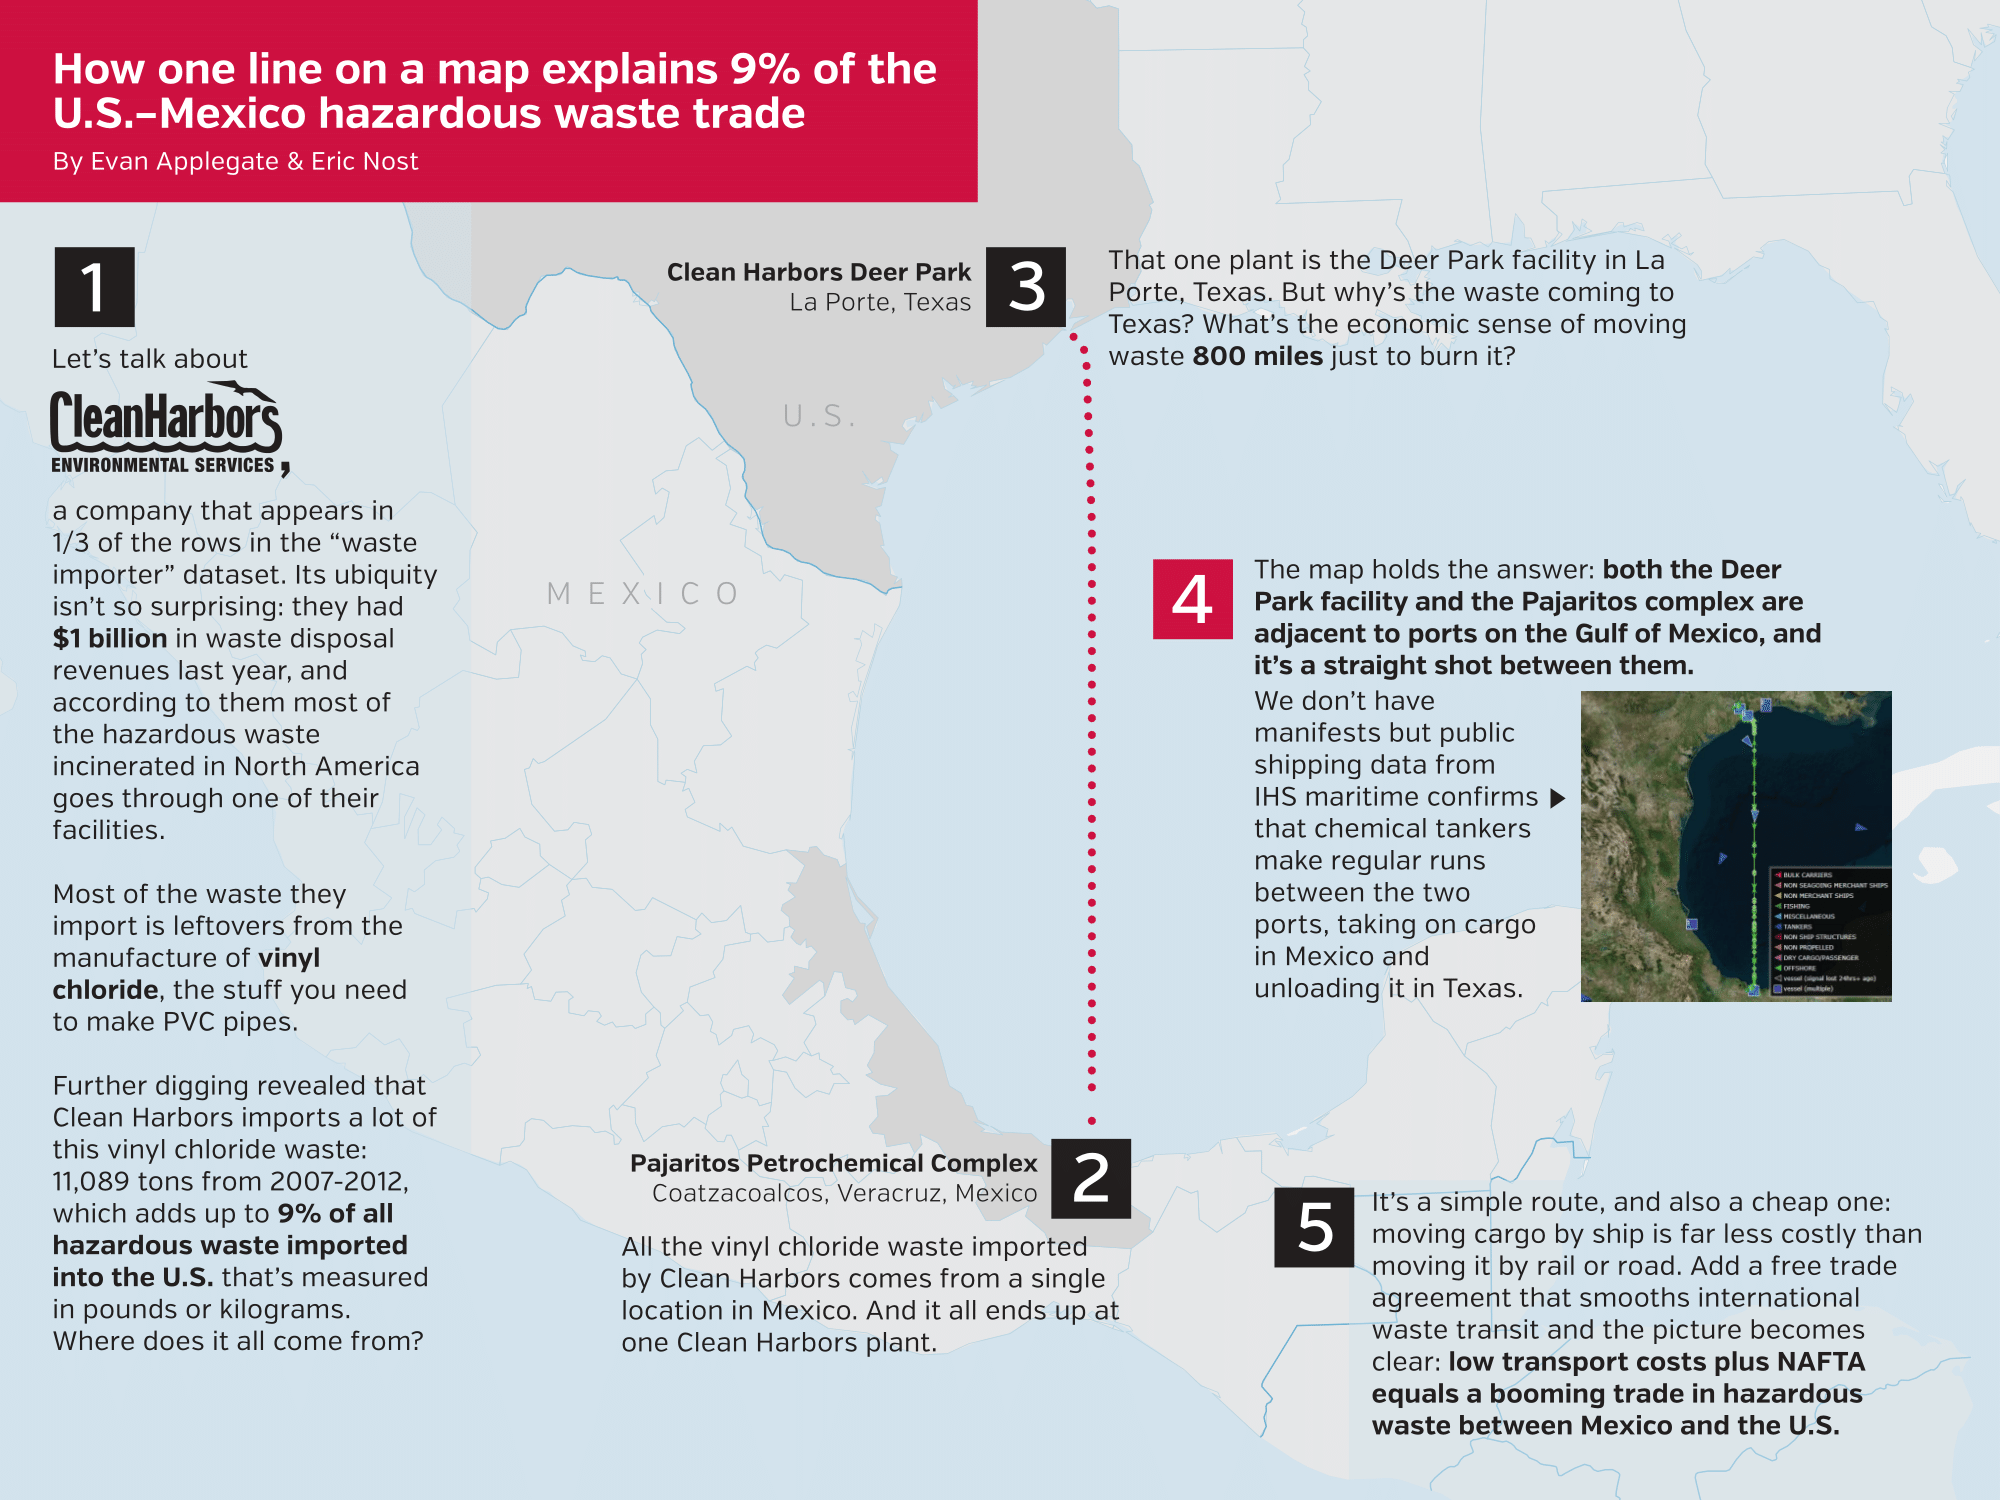 How one line on a map explains 9% of the
U.S.–Mexico hazardous waste trade
By Evan Applegate & Eric Nost
1
Let's talk about
CleanHarbors
ENVIRONMENTAL SERVICES,
a company that appears in
1/3 of the rows in the “waste
importer” dataset. Its ubiquity
isn't so surprising: they had
$1 billion in waste disposal
revenues last year, and
according to them most of
the hazardous waste
incinerated in North America
goes through one of their
facilities.
Most of the waste they
import is leftovers from the
manufacture of vinyl
chloride, the stuff you need
to make PVC pipes.
Further digging revealed that
Clean Harbors imports a lot of
this vinyl chloride waste:
11,089 tons from 2007-2012,
which adds up to 9% of all
hazardous waste imported
into the U.S. that's measured
in pounds or kilograms.
Where does it all come from?
U.S.
MEXICO
Pajaritos Petrochemical Complex
Coatzacoalcos, Veracruz, Mexico
2
All the vinyl chloride waste imported
by Clean Harbors comes from a single
location in Mexico. And it all ends up at
one Clean Harbors plant.
Clean Harbors Deer Park
La Porte, Texas
3
That one plant is the Deer Park facility in La
Porte, Texas. But why's the waste coming to
Texas? What's the economic sense of moving
waste 800 miles just to burn it?
4
The map holds the answer: both the Deer
Park facility and the Pajaritos complex are
adjacent to ports on the Gulf of Mexico, and
it's a straight shot between them.
We don't have
manifests but public
shipping data from
IHS maritime confirms
that chemical tankers
make regular runs
between the two
ports, taking on cargo
in Mexico and
unloading it in Texas.
BULK CARRIERS
NON SEAGOING MERCHANT SHIPS
NON MERCHANT SHIPS
FISHING
MISCELLANEOUS
TANKERS
NON SHIP STRUCTURES
NON PROPELLED
DRY CARGO/PASSENGER
OFFSHORE
vessel (signal lost 24hrs+ ago)
vessel (multiple)
5
It's a simple route, and also a cheap one:
moving cargo by ship is far less costly than
moving it by rail or road. Add a free trade
agreement that smooths international
waste transit and the picture becomes
clear: low transport costs plus NAFTA
equals a booming trade in hazardous
waste between Mexico and the U.S.